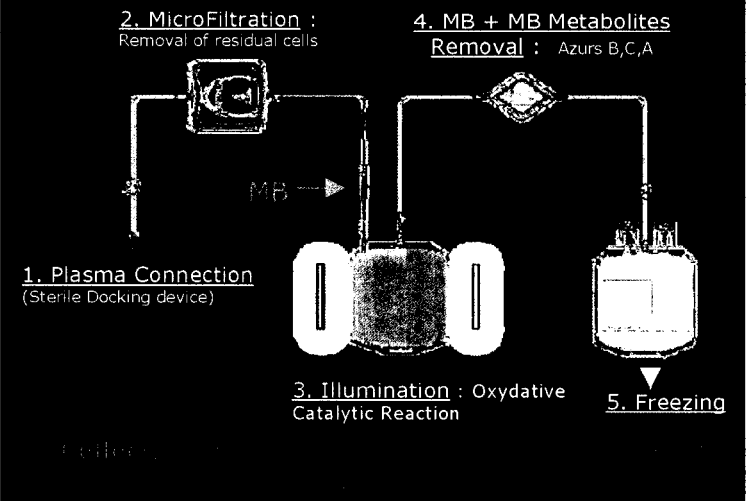 2. MicroFiltration :
Removal of residual cells
4. MB + MB Metabolites
Removal : Azurs B,C,A
MB
1. Plasma Connection
(Sterile Docking device)
3. Illumination : Oxydative
Catalytic Reaction
5. Freezing